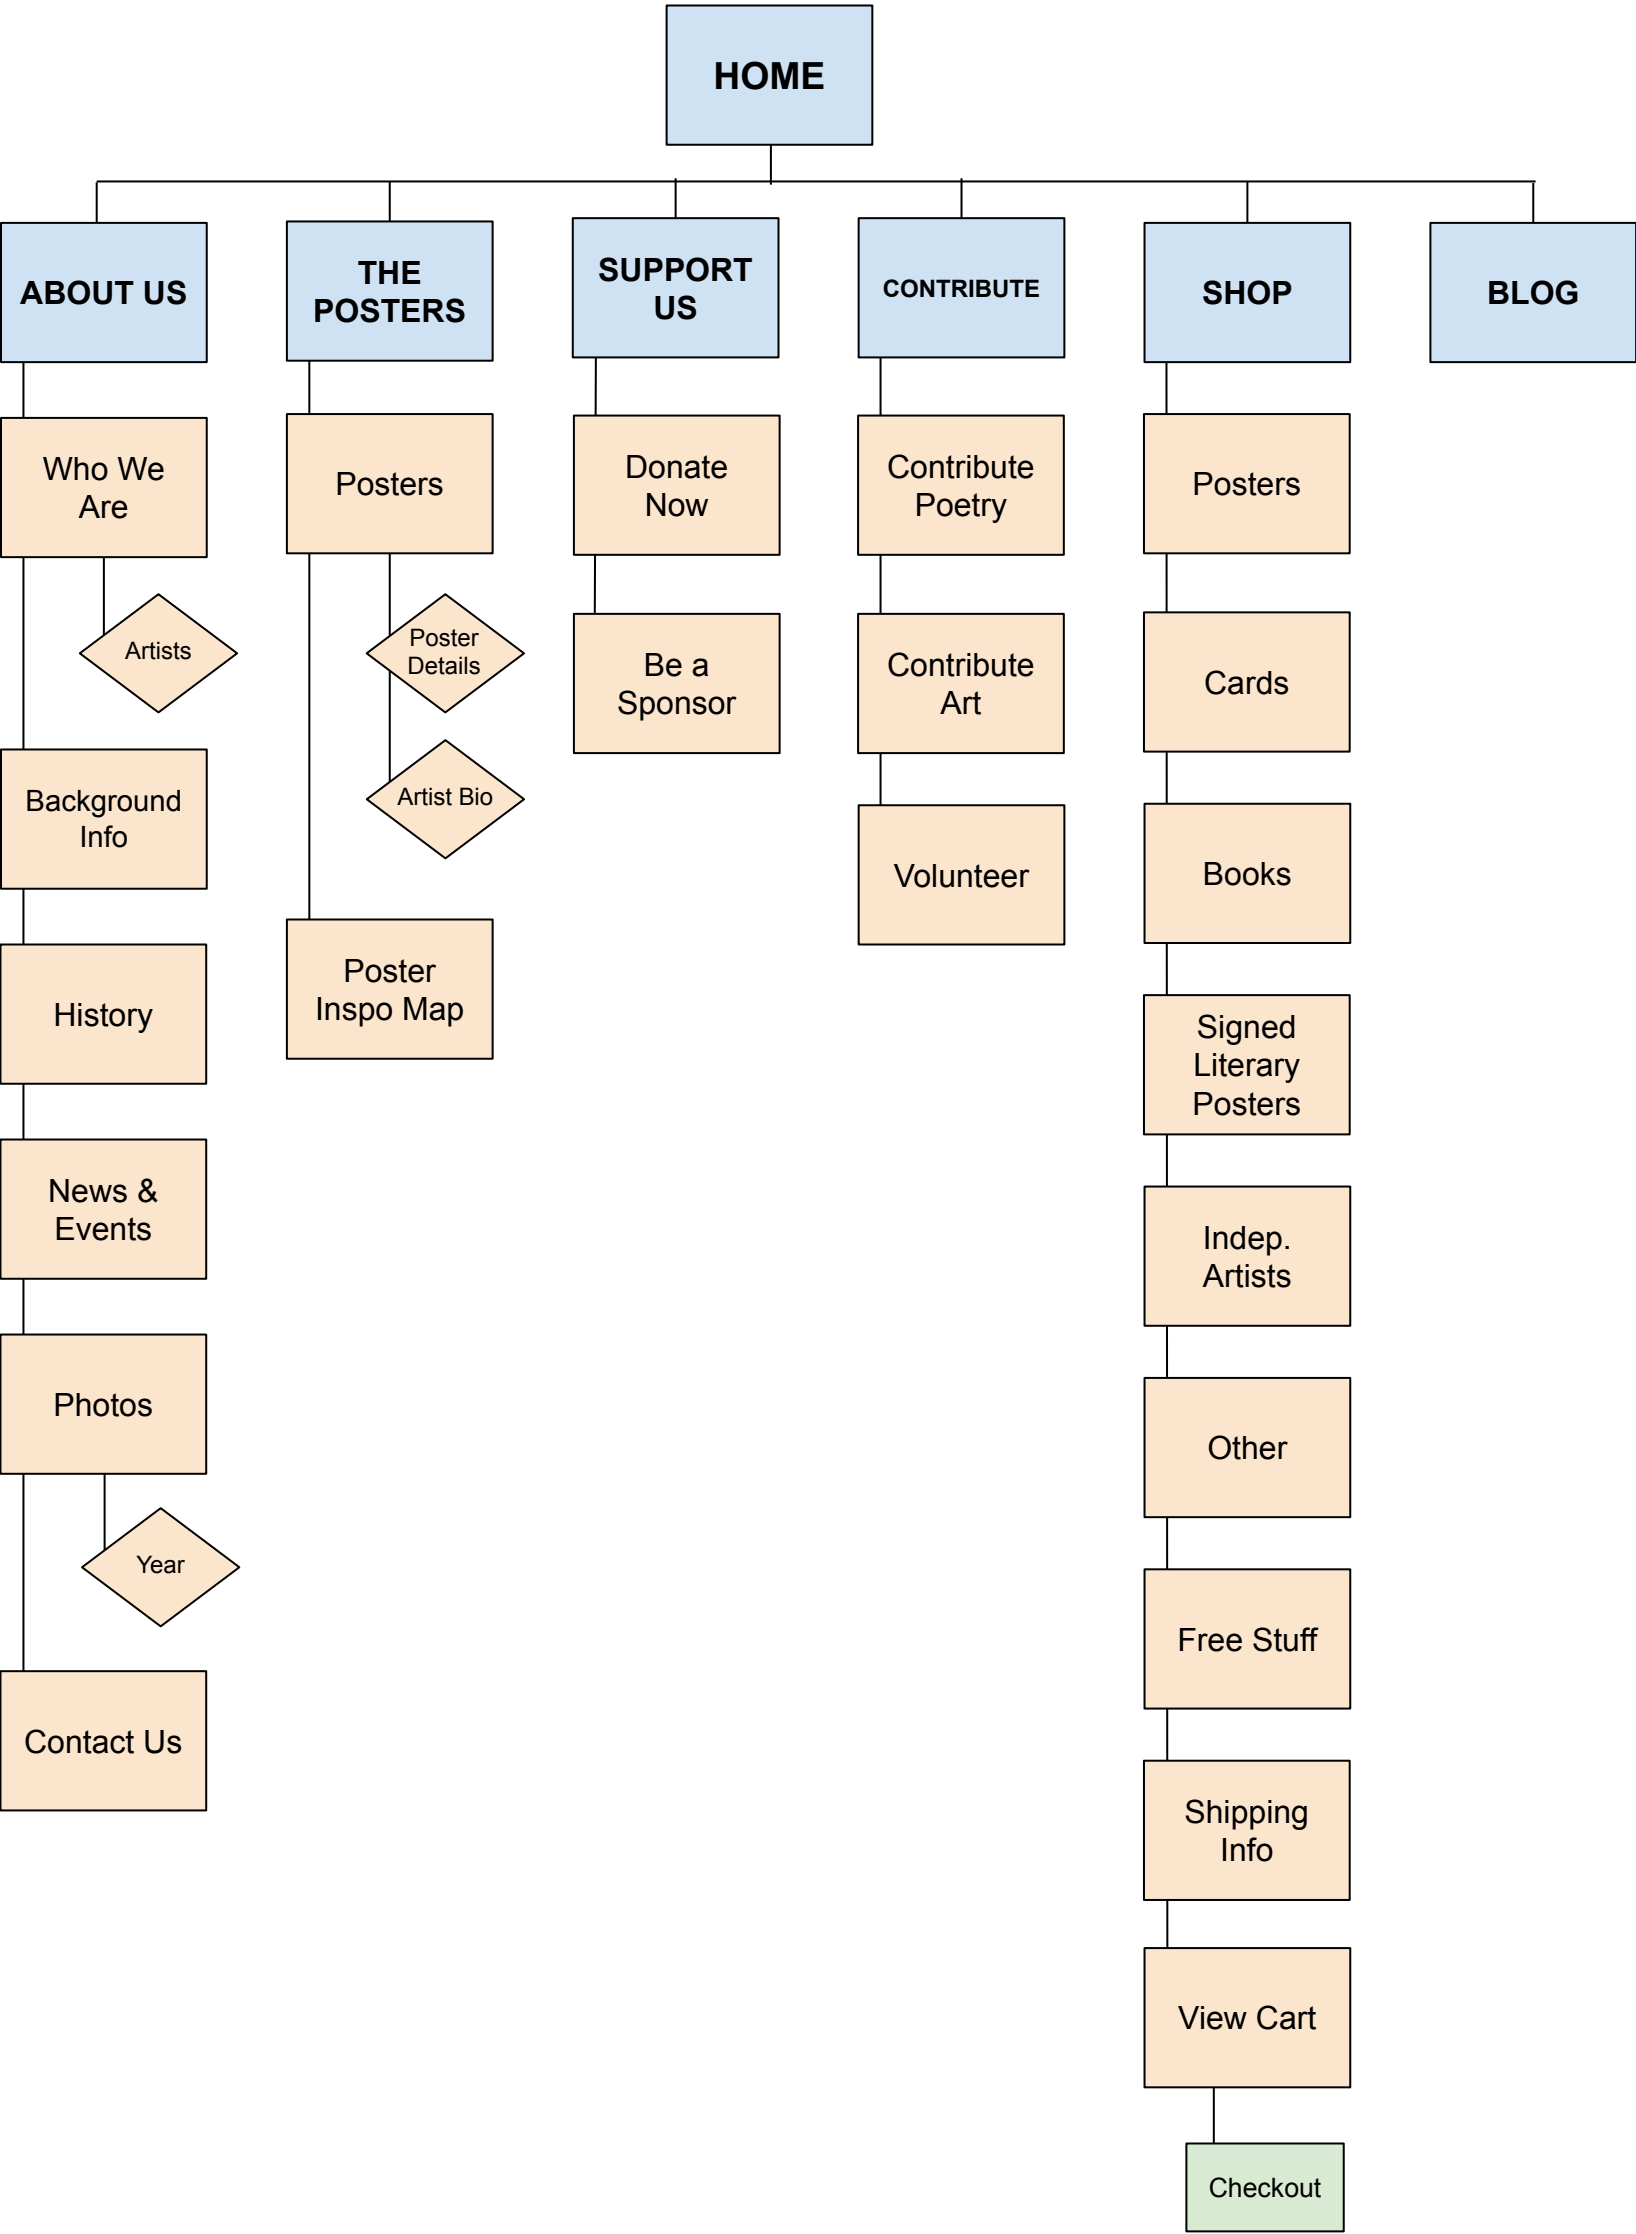 HOME
ABOUT US
THE
POSTERS
SUPPORT
US
CONTRIBUTE
SHOP
BLOG
Who We
Are
Artists
Background
Info
History
News &
Events
Photos
Year
Contact Us
Posters
Poster
Details
Artist Bio
Poster
Inspo Map
Donate
Now
Be a
Sponsor
Contribute
Poetry
Contribute
Art
Volunteer
Posters
Cards
Books
Signed
Literary
Posters
Indep.
Artists
Other
Free Stuff
Shipping
Info
View Cart
Checkout